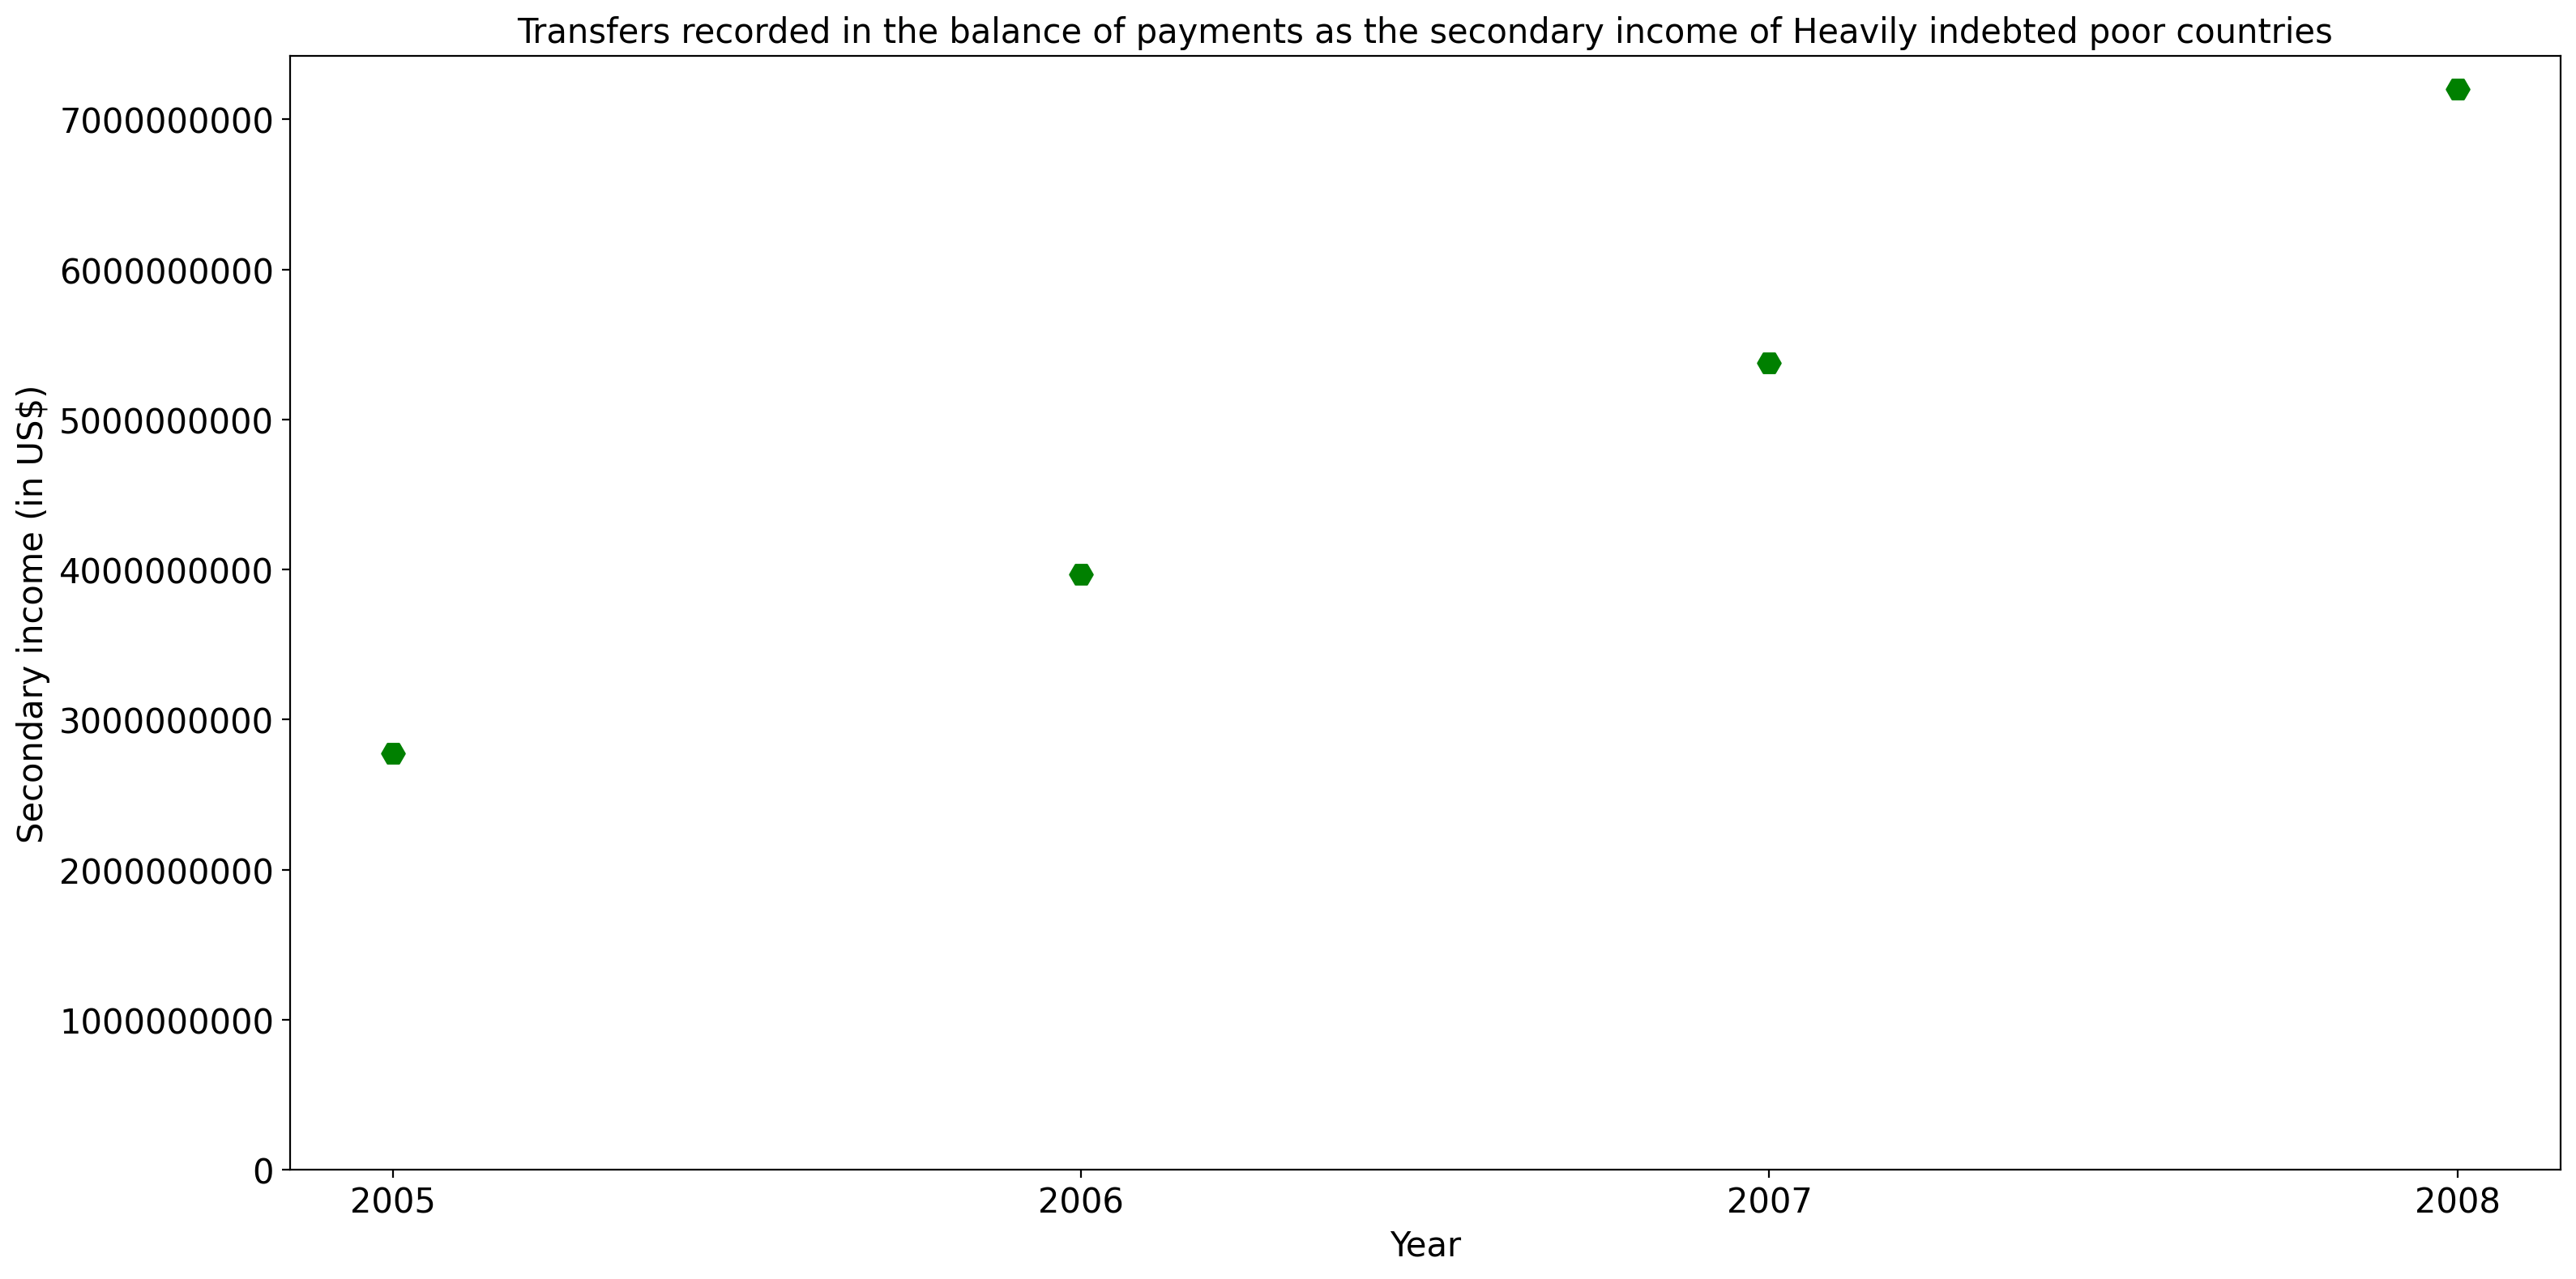 Transfers recorded in the balance of payments as the secondary income of Heavily indebted poor countries
Secondary income (in US$)
7000000000
6000000000
5000000000
4000000000
3000000000
2000000000
1000000000
0
2005 2006 2007 2008
Year